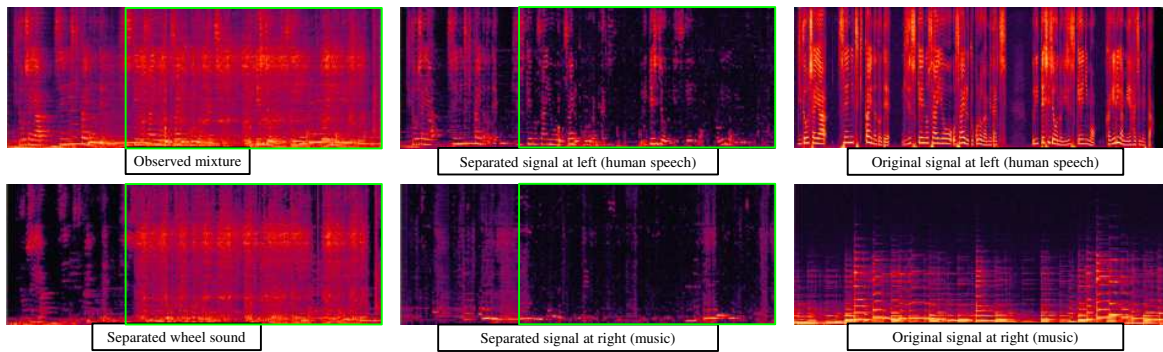 Observed mixture
Separated signal at left (human speech)
Original signal at left (human speech)
Separated wheel sound
Separated signal at right (music)
Original signal at right (music)